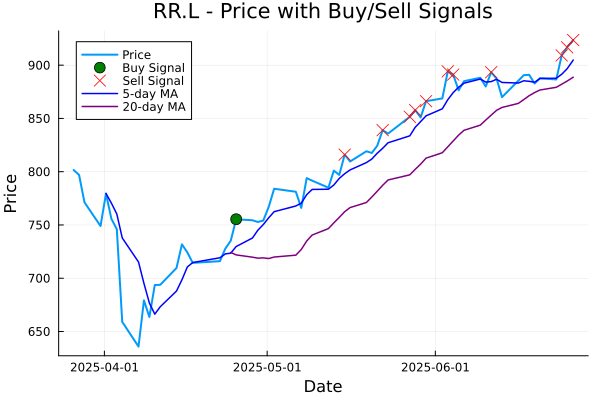 RR.L - Price with Buy/Sell Signals
Price
Buy Signal
Sell Signal
5-day MA
20-day MA
900
850
800
750
700
650
Price
2025-04-01
2025-05-01
2025-06-01
Date